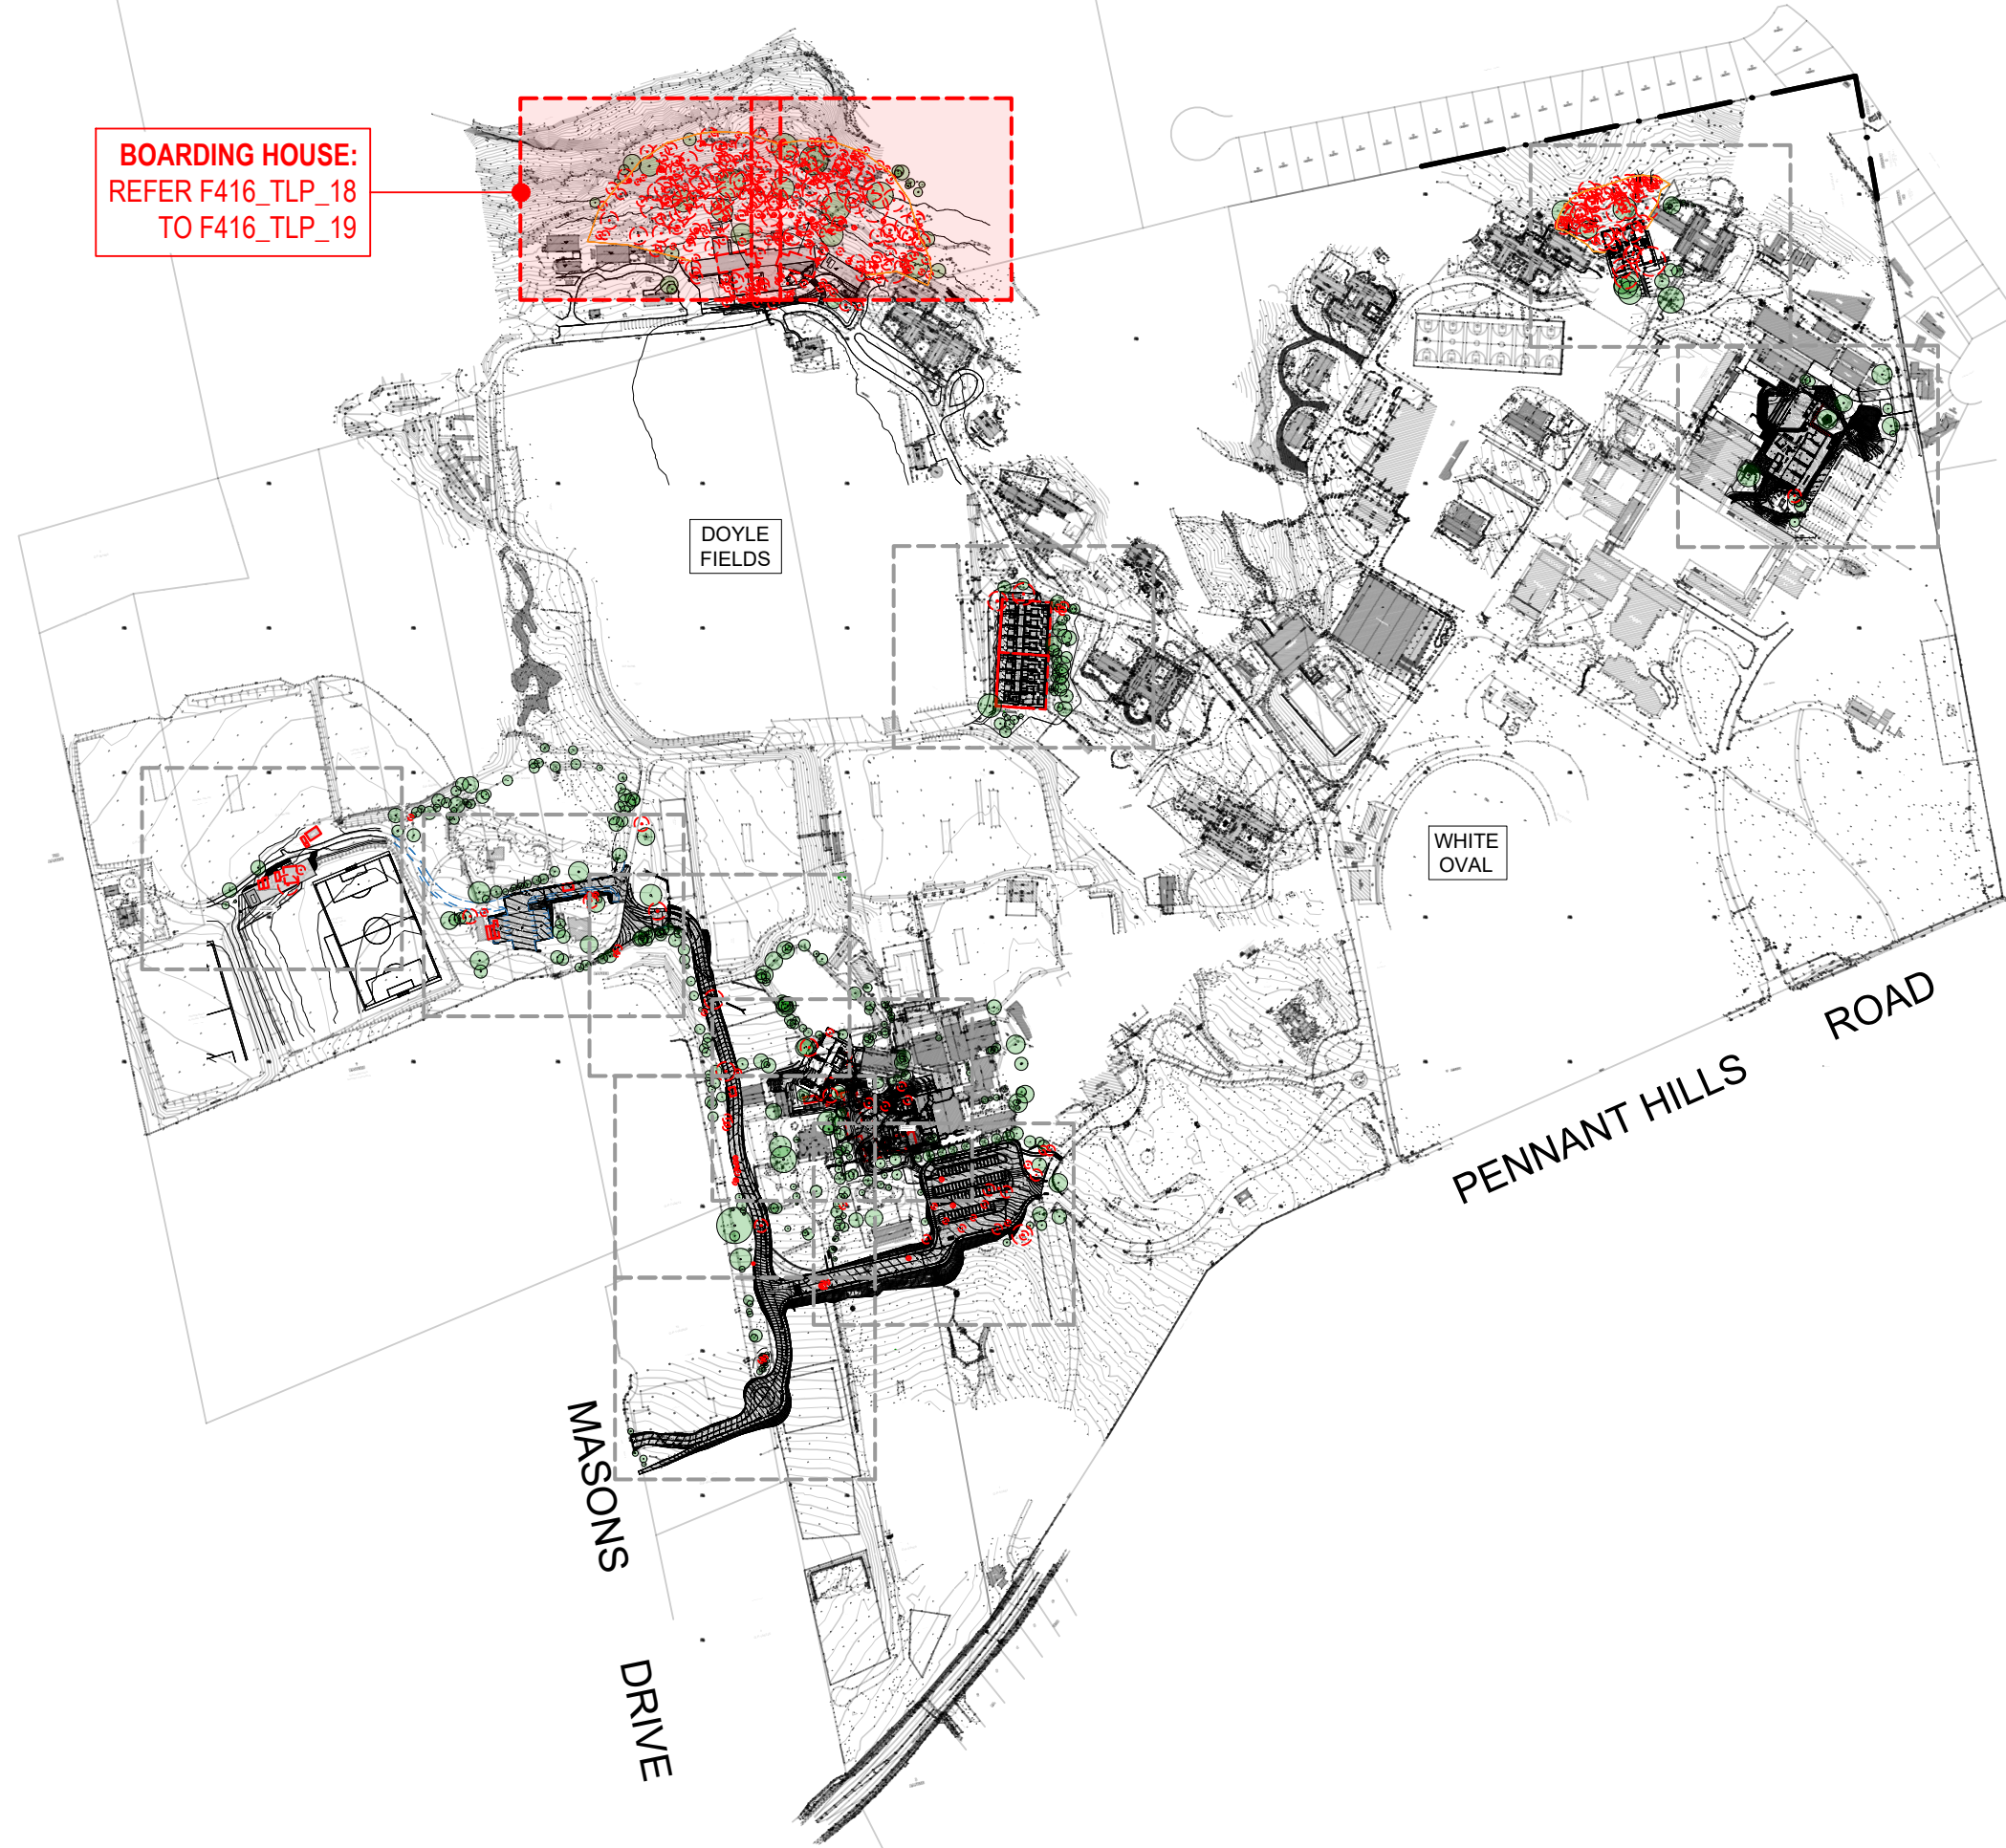 BOARDING HOUSE:
REFER F416_TLP_18
TO F416_TLP_19
DOYLE
FIELDS
WHITE
OVAL
PENNANT HILLS ROAD
MASONS DRIVE